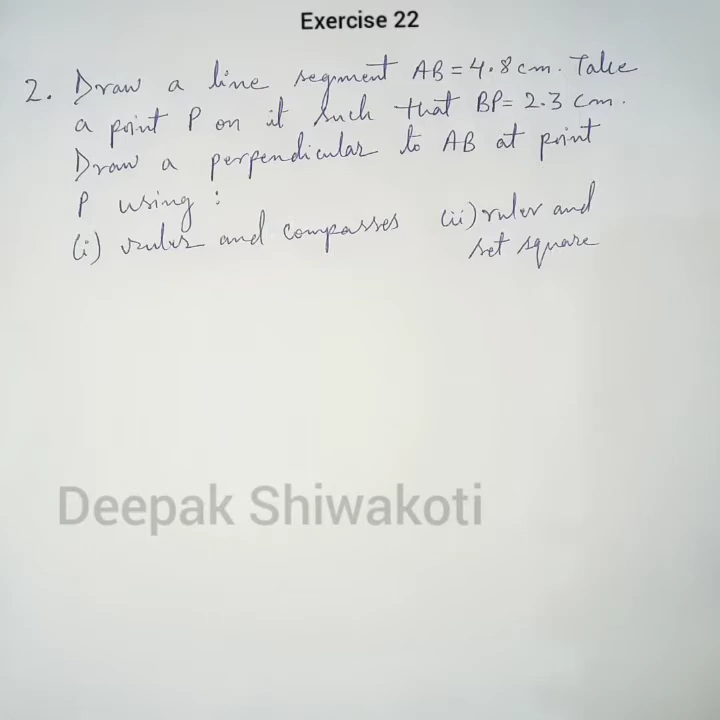 Exercise 22
2. Draw a line segment AB = 4.8 cm. Take
a point P on it such that BP = 2.3 cm.
Draw a perpendicular to AB at point
P using :
(i) ruler and compasses (ii) ruler and
set square
Deepak Shiwakoti